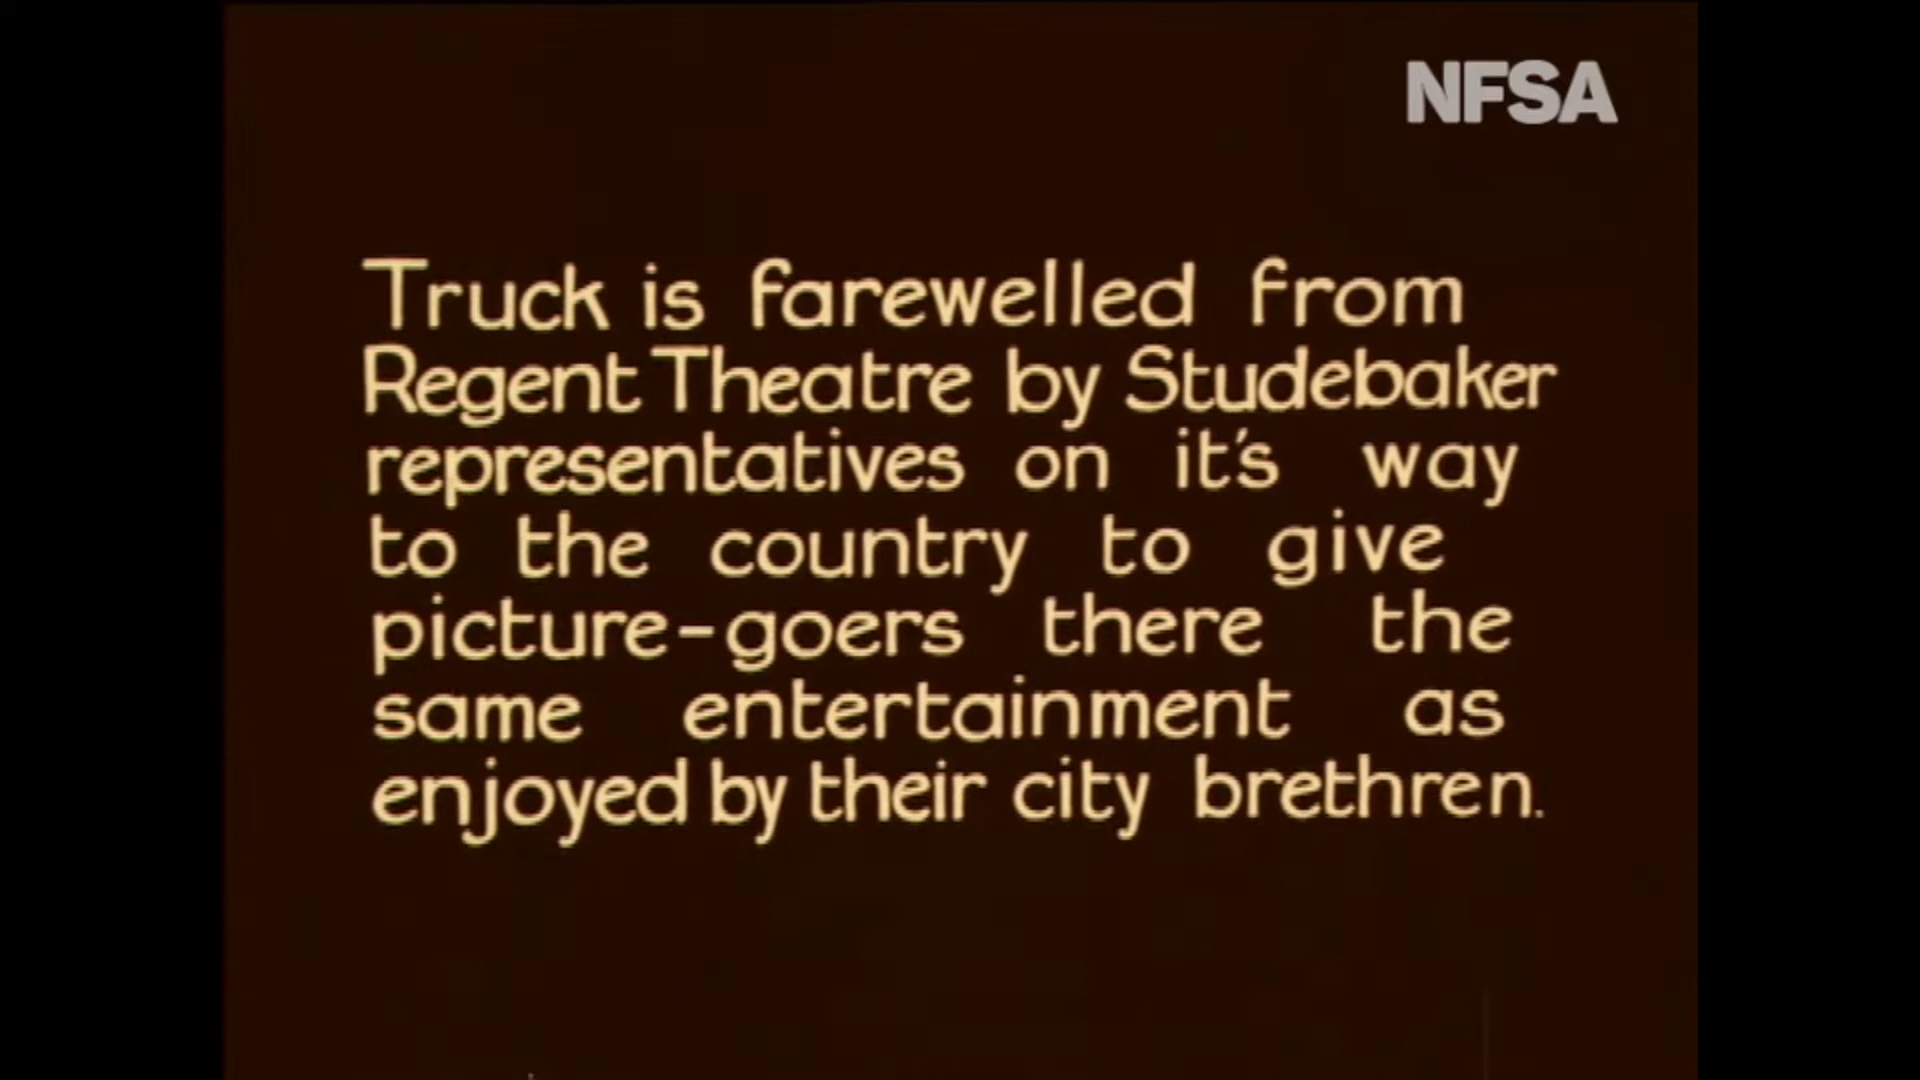 NFSA
Truck is farewelled from
Regent Theatre by Studebaker
representatives on it's way
to the country to give
picture-goers there the
same entertainment as
enjoyed by their city brethren.